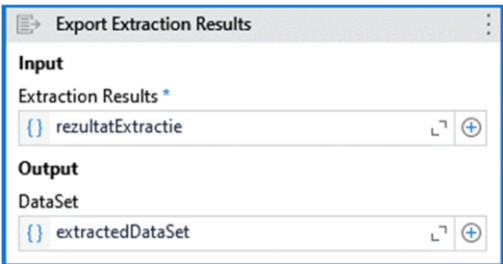 Export Extraction Results
Input
Extraction Results *
{} rezultatExtractie
Output
DataSet
{} extractedDataSet